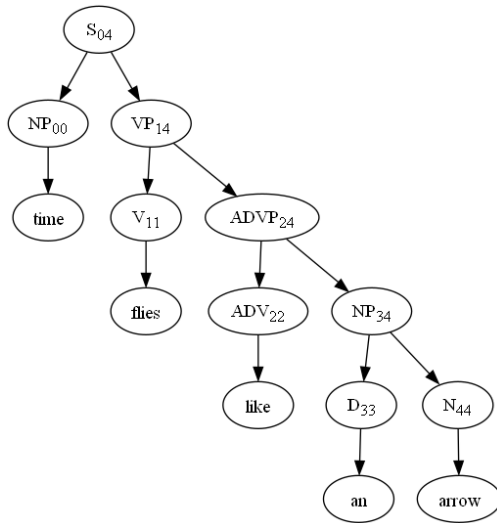 S₀₄
NP₀₀ VP₁₄
time V₁₁ ADVP₂₄
flies ADV₂₂ NP₃₄
like D₃₃ N₄₄
an arrow